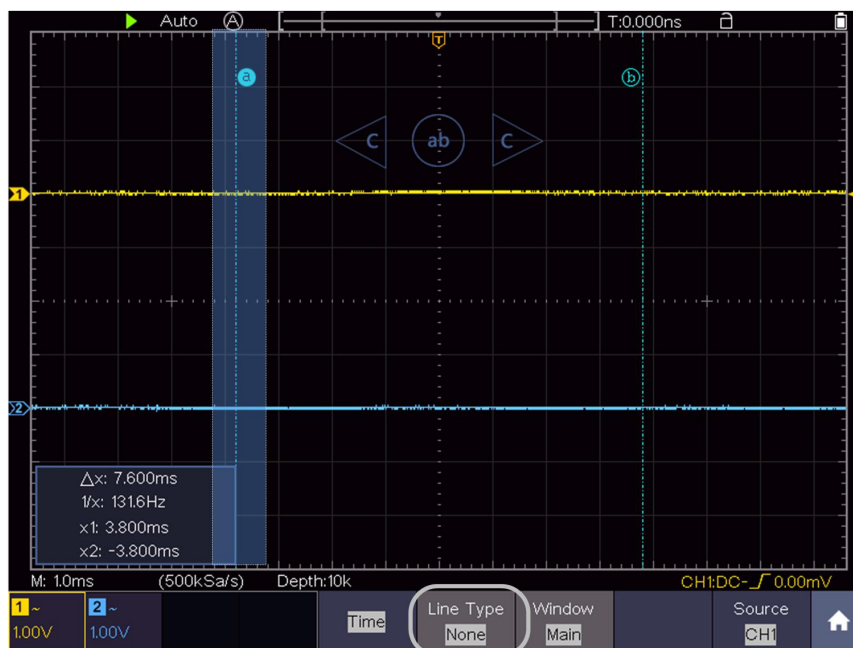 Auto A T:0.000ns
T
a b
C ab C
1
2
△x: 7.600ms
1/x: 131.6Hz
x1: 3.800ms
x2: -3.800ms
M: 1.0ms (500kSa/s) Depth:10k CH1:DC- 0.00mV
1 ~ 2 ~ Line Type Window Source
1.00V 1.00V Time None Main CH1